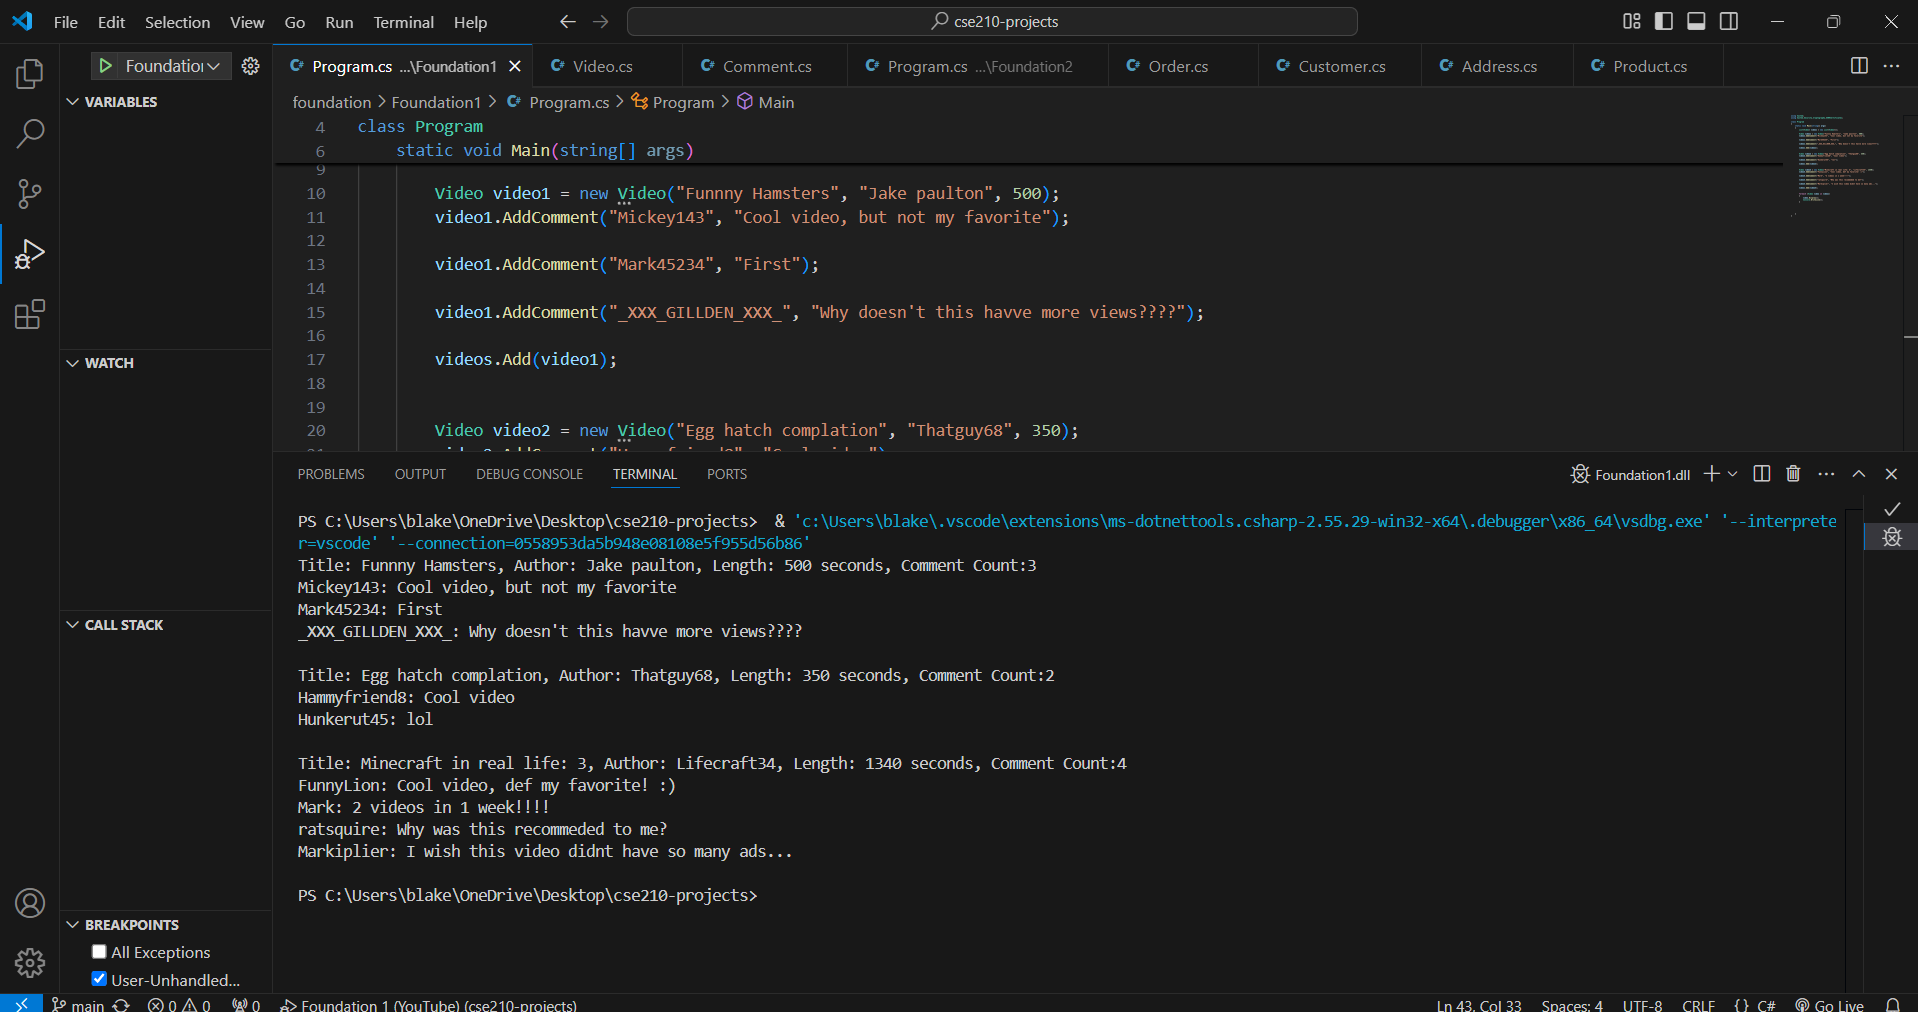 File Edit Selection View Go Run Terminal Help
cse210-projects
Foundation
Program.cs ...\Foundation1
Video.cs
Comment.cs
Program.cs ...\Foundation2
Order.cs
Customer.cs
Address.cs
Product.cs
VARIABLES
WATCH
CALL STACK
BREAKPOINTS
All Exceptions
User-Unhandled...
foundation > Foundation1 > Program.cs > Program > Main
4 class Program
6 static void Main(string[] args)
9
10 Video video1 = new Video("Funnny Hamsters", "Jake paulton", 500);
11 video1.AddComment("Mickey143", "Cool video, but not my favorite");
12
13 video1.AddComment("Mark45234", "First");
14
15 video1.AddComment("_XXX_GILLDEN_XXX_", "Why doesn't this havve more views????");
16
17 videos.Add(video1);
18
19
20 Video video2 = new Video("Egg hatch complation", "Thatguy68", 350);
PROBLEMS OUTPUT DEBUG CONSOLE TERMINAL PORTS
Foundation1.dll
PS C:\Users\blake\OneDrive\Desktop\cse210-projects> & 'c:\Users\blake\.vscode\extensions\ms-dotnettools.csharp-2.55.29-win32-x64\.debugger\x86_64\vsdbg.exe' '--interprete
r=vscode' '--connection=0558953da5b948e08108e5f955d56b86'
Title: Funnny Hamsters, Author: Jake paulton, Length: 500 seconds, Comment Count:3
Mickey143: Cool video, but not my favorite
Mark45234: First
_XXX_GILLDEN_XXX_: Why doesn't this havve more views????
Title: Egg hatch complation, Author: Thatguy68, Length: 350 seconds, Comment Count:2
Hammyfriend8: Cool video
Hunkerut45: lol
Title: Minecraft in real life: 3, Author: Lifecraft34, Length: 1340 seconds, Comment Count:4
FunnyLion: Cool video, def my favorite! :)
Mark: 2 videos in 1 week!!!!
ratsquire: Why was this recommeded to me?
Markiplier: I wish this video didnt have so many ads...
PS C:\Users\blake\OneDrive\Desktop\cse210-projects>
main 0 0 0 Foundation 1 (YouTube) (cse210-projects)
Ln 43, Col 33 Spaces: 4 UTF-8 CRLF {} C# Go Live